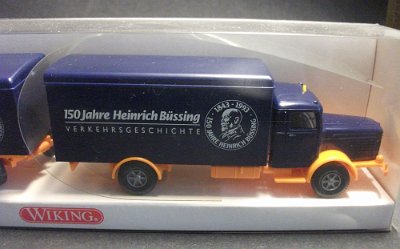 150 Jahre Heinrich Büssing
VERKEHRSGESCHICHTE
1843 - 1993
150 JAHRE HEINRICH BÜSSING
WIKING®